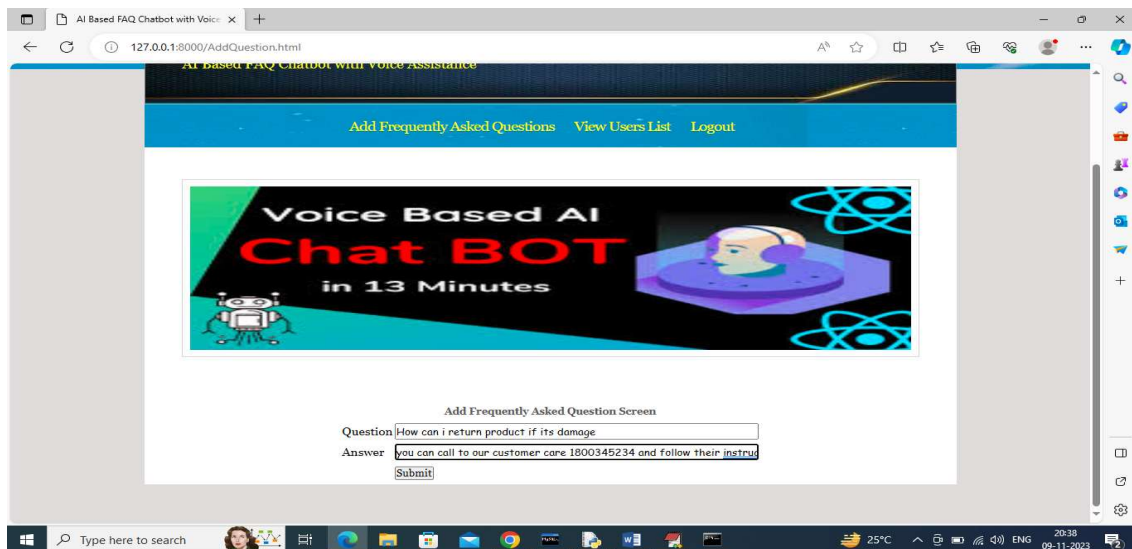 AI Based FAQ Chatbot with Voice
127.0.0.1:8000/AddQuestion.html
AI Based FAQ Chatbot with Voice Assistance
Add Frequently Asked Questions View Users List Logout
Voice Based AI
Chat BOT
in 13 Minutes
Add Frequently Asked Question Screen
Question How can i return product if its damage
Answer you can call to our customer care 1800345234 and follow their instruc
Submit
Type here to search 25°C ENG 20:38
09-11-2023